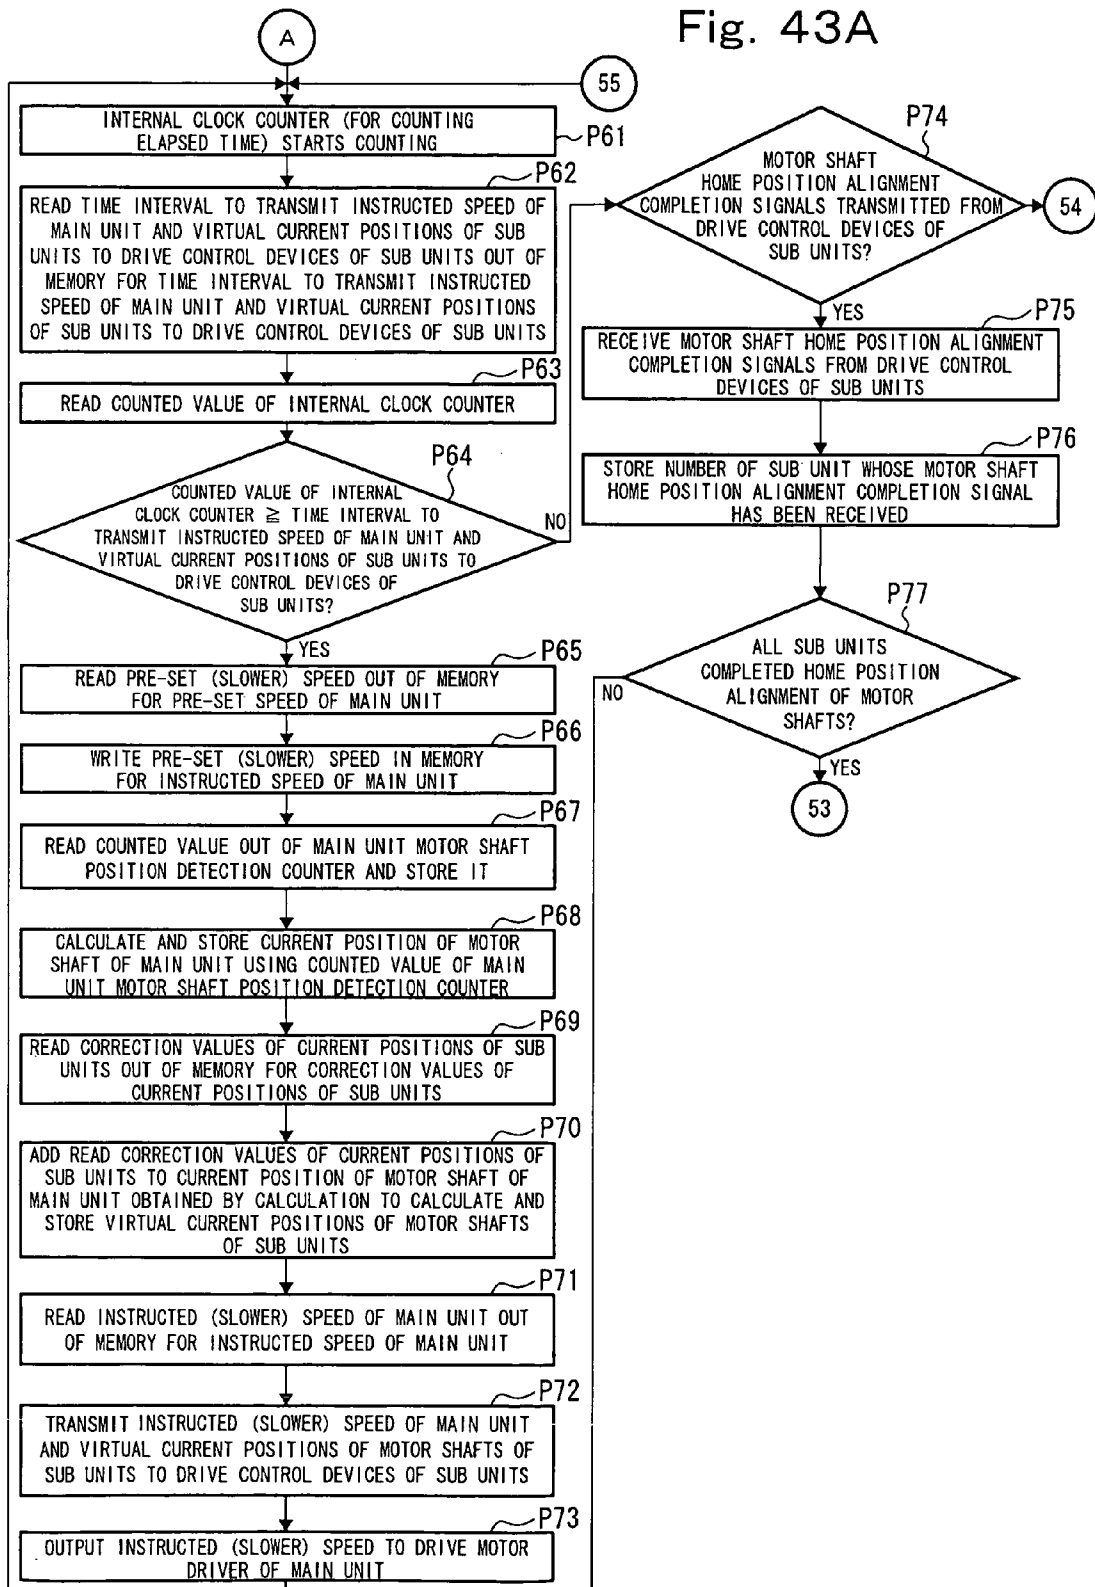 Fig. 43A
A
55
INTERNAL CLOCK COUNTER (FOR COUNTING
ELAPSED TIME) STARTS COUNTING
P61
P62
READ TIME INTERVAL TO TRANSMIT INSTRUCTED SPEED OF
MAIN UNIT AND VIRTUAL CURRENT POSITIONS OF SUB
UNITS TO DRIVE CONTROL DEVICES OF SUB UNITS OUT OF
MEMORY FOR TIME INTERVAL TO TRANSMIT INSTRUCTED
SPEED OF MAIN UNIT AND VIRTUAL CURRENT POSITIONS
OF SUB UNITS TO DRIVE CONTROL DEVICES OF SUB UNITS
P63
READ COUNTED VALUE OF INTERNAL CLOCK COUNTER
P64
COUNTED VALUE OF INTERNAL
CLOCK COUNTER ≧ TIME INTERVAL TO
TRANSMIT INSTRUCTED SPEED OF MAIN UNIT AND
VIRTUAL CURRENT POSITIONS OF SUB UNITS TO
DRIVE CONTROL DEVICES OF
SUB UNITS?
NO
YES
P65
READ PRE-SET (SLOWER) SPEED OUT OF MEMORY
FOR PRE-SET SPEED OF MAIN UNIT
P66
WRITE PRE-SET (SLOWER) SPEED IN MEMORY
FOR INSTRUCTED SPEED OF MAIN UNIT
P67
READ COUNTED VALUE OUT OF MAIN UNIT MOTOR SHAFT
POSITION DETECTION COUNTER AND STORE IT
P68
CALCULATE AND STORE CURRENT POSITION OF MOTOR
SHAFT OF MAIN UNIT USING COUNTED VALUE OF MAIN
UNIT MOTOR SHAFT POSITION DETECTION COUNTER
P69
READ CORRECTION VALUES OF CURRENT POSITIONS OF SUB
UNITS OUT OF MEMORY FOR CORRECTION VALUES OF
CURRENT POSITIONS OF SUB UNITS
P70
ADD READ CORRECTION VALUES OF CURRENT POSITIONS OF
SUB UNITS TO CURRENT POSITION OF MOTOR SHAFT OF
MAIN UNIT OBTAINED BY CALCULATION TO CALCULATE AND
STORE VIRTUAL CURRENT POSITIONS OF MOTOR SHAFTS
OF SUB UNITS
P71
READ INSTRUCTED (SLOWER) SPEED OF MAIN UNIT OUT
OF MEMORY FOR INSTRUCTED SPEED OF MAIN UNIT
P72
TRANSMIT INSTRUCTED (SLOWER) SPEED OF MAIN UNIT
AND VIRTUAL CURRENT POSITIONS OF MOTOR SHAFTS OF
SUB UNITS TO DRIVE CONTROL DEVICES OF SUB UNITS
P73
OUTPUT INSTRUCTED (SLOWER) SPEED TO DRIVE MOTOR
DRIVER OF MAIN UNIT
P74
MOTOR SHAFT
HOME POSITION ALIGNMENT
COMPLETION SIGNALS TRANSMITTED FROM
DRIVE CONTROL DEVICES OF
SUB UNITS?
54
YES
P75
RECEIVE MOTOR SHAFT HOME POSITION ALIGNMENT
COMPLETION SIGNALS FROM DRIVE CONTROL
DEVICES OF SUB UNITS
P76
STORE NUMBER OF SUB UNIT WHOSE MOTOR SHAFT
HOME POSITION ALIGNMENT COMPLETION SIGNAL
HAS BEEN RECEIVED
P77
ALL SUB UNITS
COMPLETED HOME POSITION
ALIGNMENT OF MOTOR
SHAFTS?
NO
YES
53